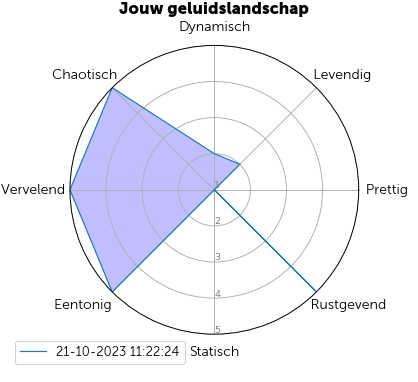 Jouw geluidslandschap
Dynamisch
Chaotisch
Levendig
Vervelend
1
Prettig
2
3
4
Eentonig
Rustgevend
5
21-10-2023 11:22:24
Statisch